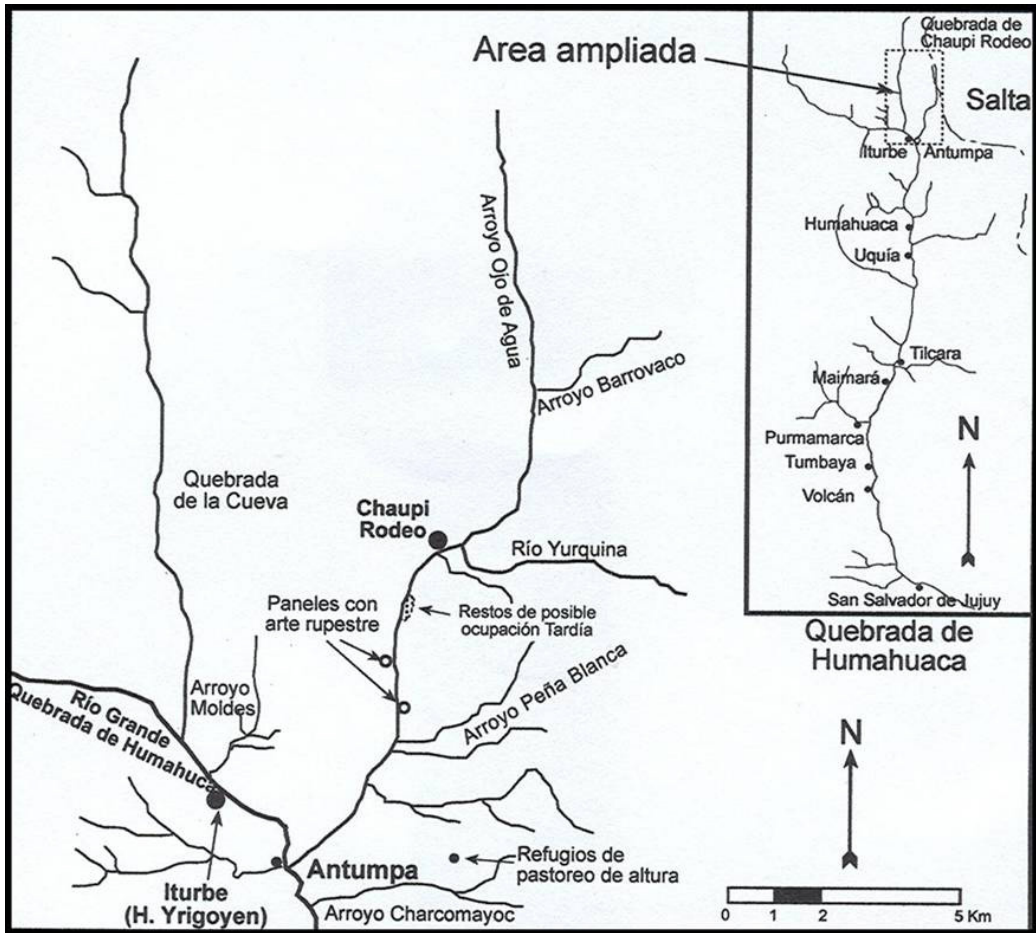 Area ampliada
Quebrada de
Chaupi Rodeo
Salta
Iturbe
Antumpa
Humahuaca
Uquía
Tilcara
Maimará
Purmamarca
N
Tumbaya
Volcán
San Salvador de Jujuy
Quebrada de
Humahuaca
N
0 1 2 5 Km
Arroyo Ojo de Agua
Arroyo Barrovaco
Quebrada
de la Cueva
Chaupi
Rodeo
Río Yurquina
Paneles con
arte rupestre
Restos de posible
ocupación Tardía
Arroyo Peña Blanca
Arroyo
Moldes
Río Grande
Quebrada de Humahuca
Iturbe
(H. Yrigoyen)
Antumpa
Refugios de
pastoreo de altura
Arroyo Charcomayoc